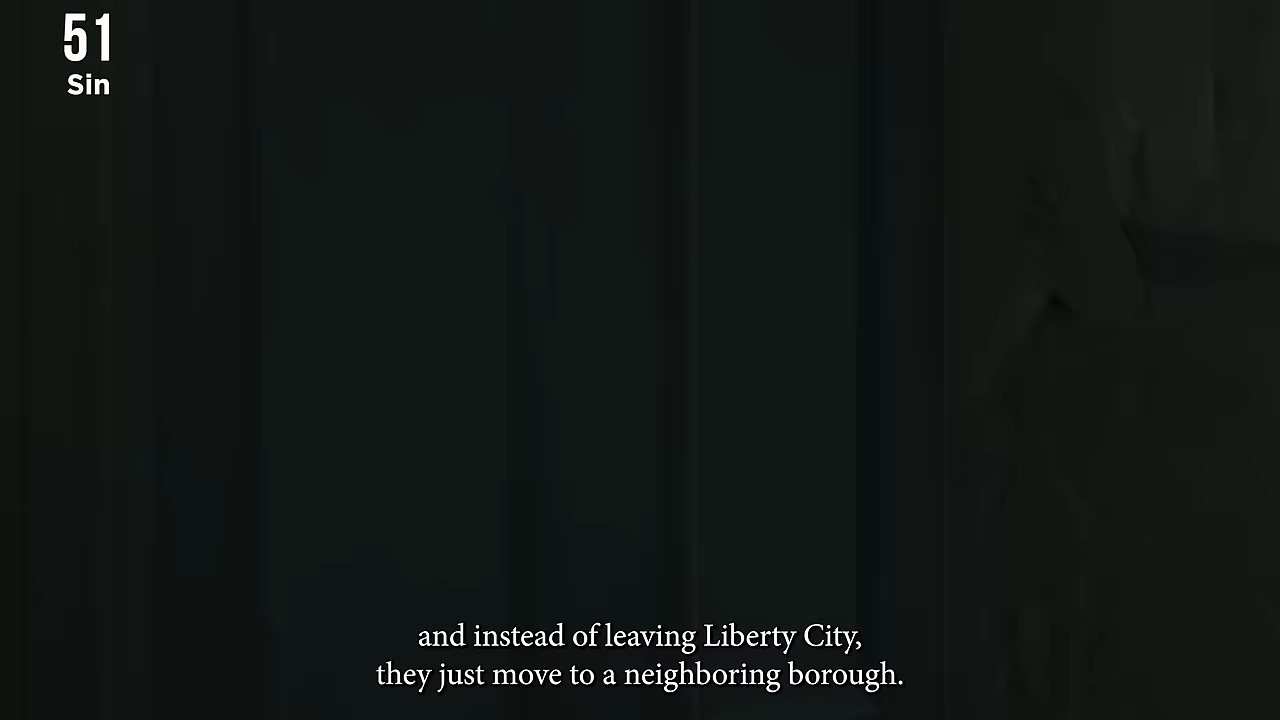 51
Sin
and instead of leaving Liberty City,
they just move to a neighboring borough.